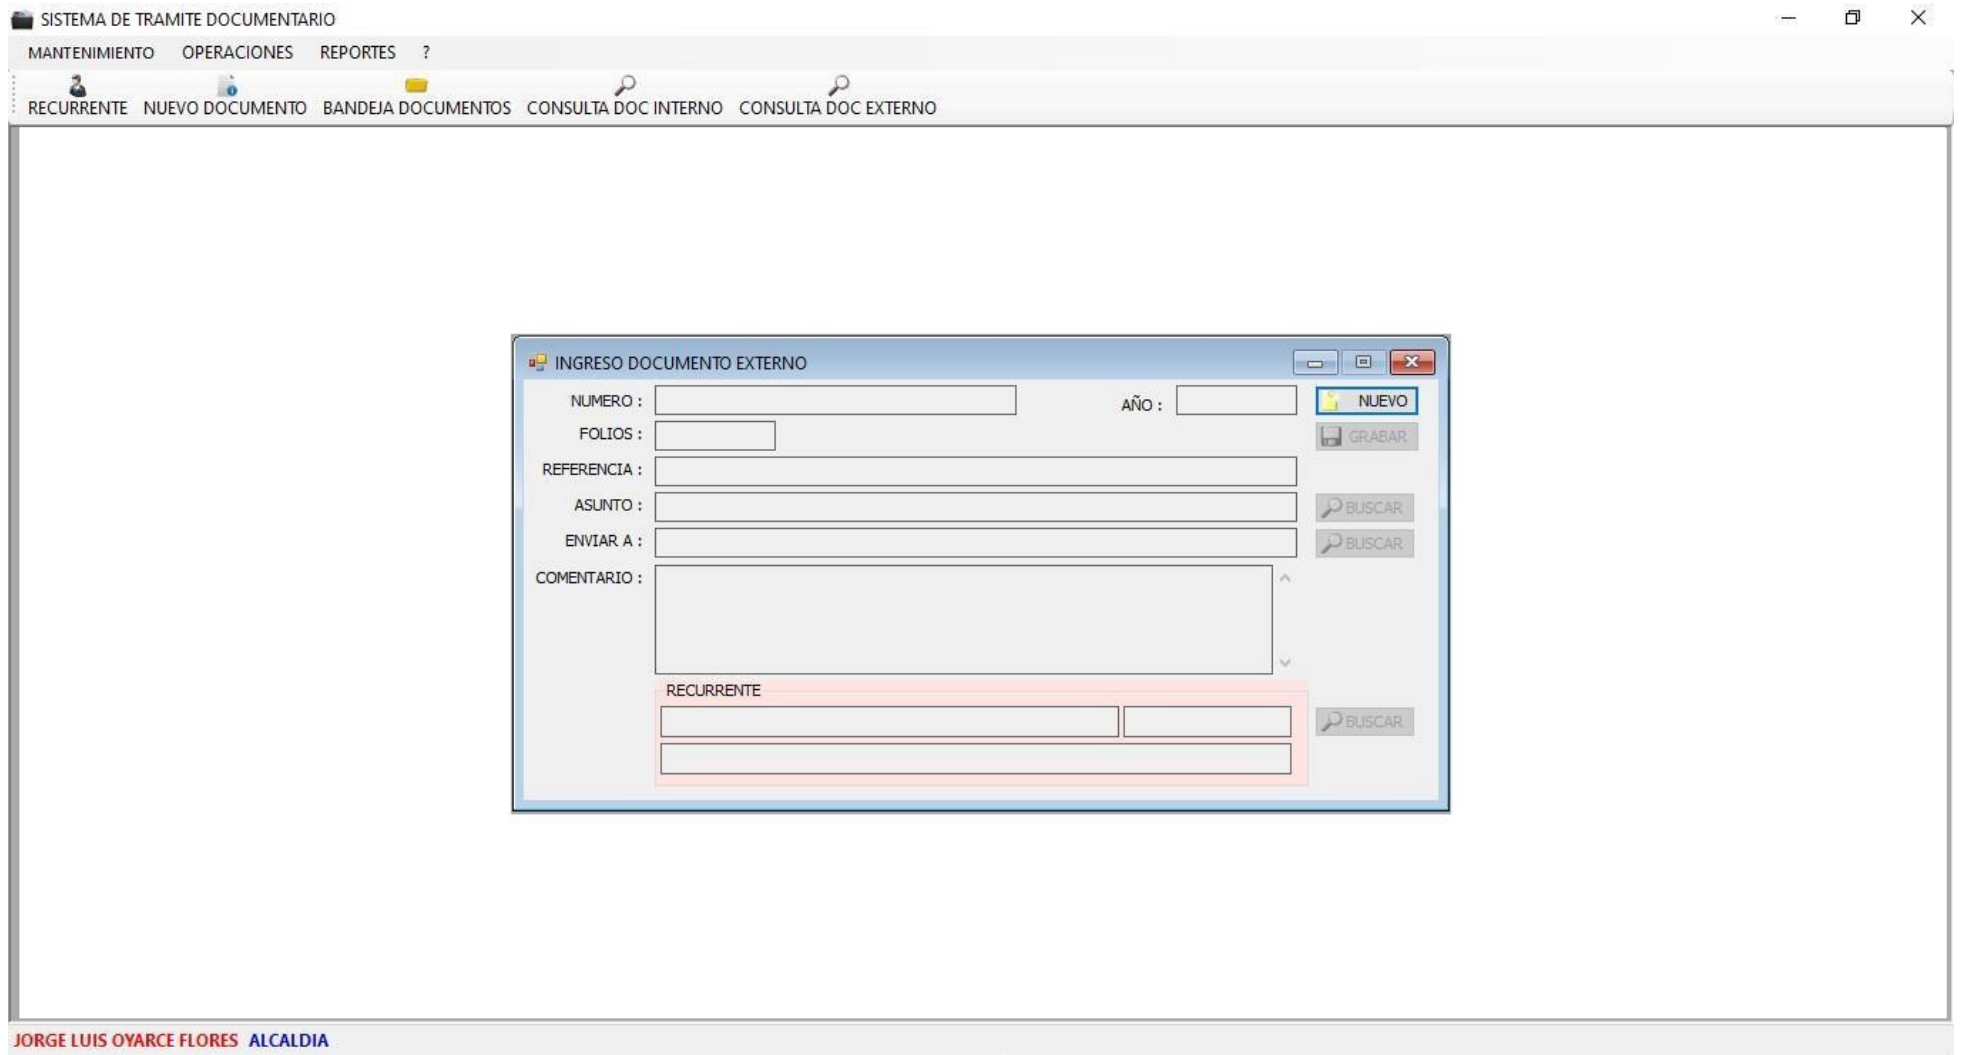 SISTEMA DE TRAMITE DOCUMENTARIO
MANTENIMIENTO OPERACIONES REPORTES ?
RECURRENTE NUEVO DOCUMENTO BANDEJA DOCUMENTOS CONSULTA DOC INTERNO CONSULTA DOC EXTERNO
INGRESO DOCUMENTO EXTERNO
NUMERO : AÑO : NUEVO
FOLIOS : GRABAR
REFERENCIA :
ASUNTO : BUSCAR
ENVIAR A : BUSCAR
COMENTARIO :
RECURRENTE
BUSCAR
JORGE LUIS OYARCE FLORES ALCALDIA